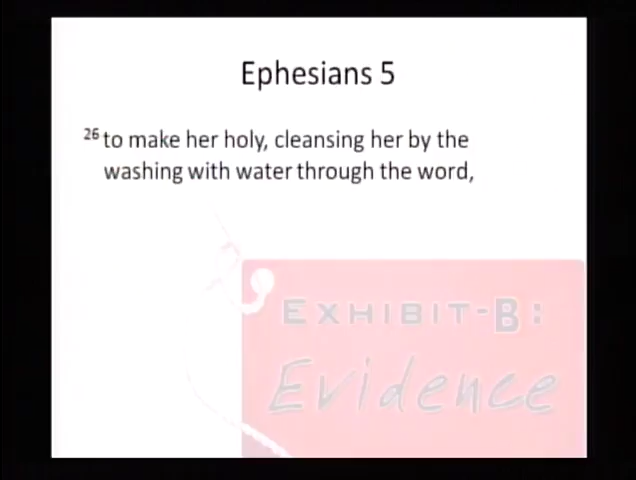 Ephesians 5
26 to make her holy, cleansing her by the
washing with water through the word,
EXHIBIT-B:
Evidence